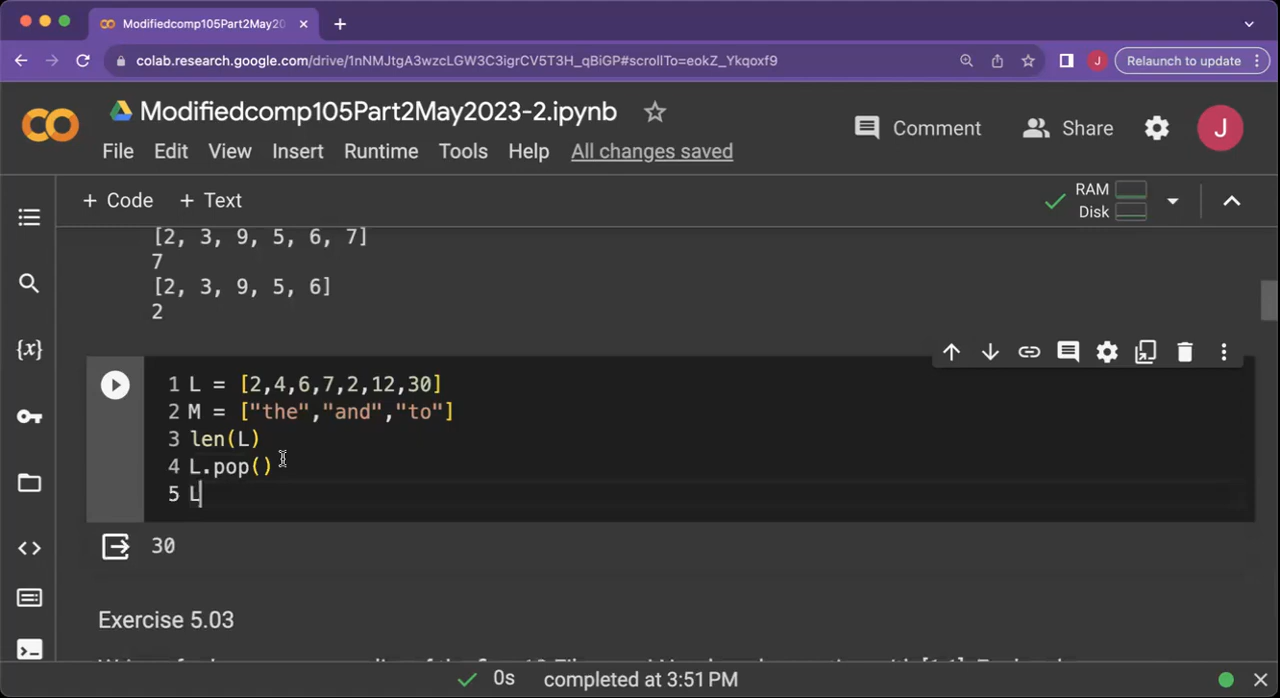 Modifiedcomp105Part2May20
colab.research.google.com/drive/1nNMJtgA3wzcLGW3C3igrCV5T3H_qBiGP#scrollTo=eokZ_Ykqoxf9
J
Relaunch to update
Modifiedcomp105Part2May2023-2.ipynb
Comment
Share
J
File Edit View Insert Runtime Tools Help All changes saved
+ Code + Text
RAM
Disk
[2, 3, 9, 5, 6, 7]
7
[2, 3, 9, 5, 6]
2
{x}
1 L = [2,4,6,7,2,12,30]
2 M = ["the","and","to"]
3 len(L)
4 L.pop()
5 L
30
Exercise 5.03
0s completed at 3:51 PM